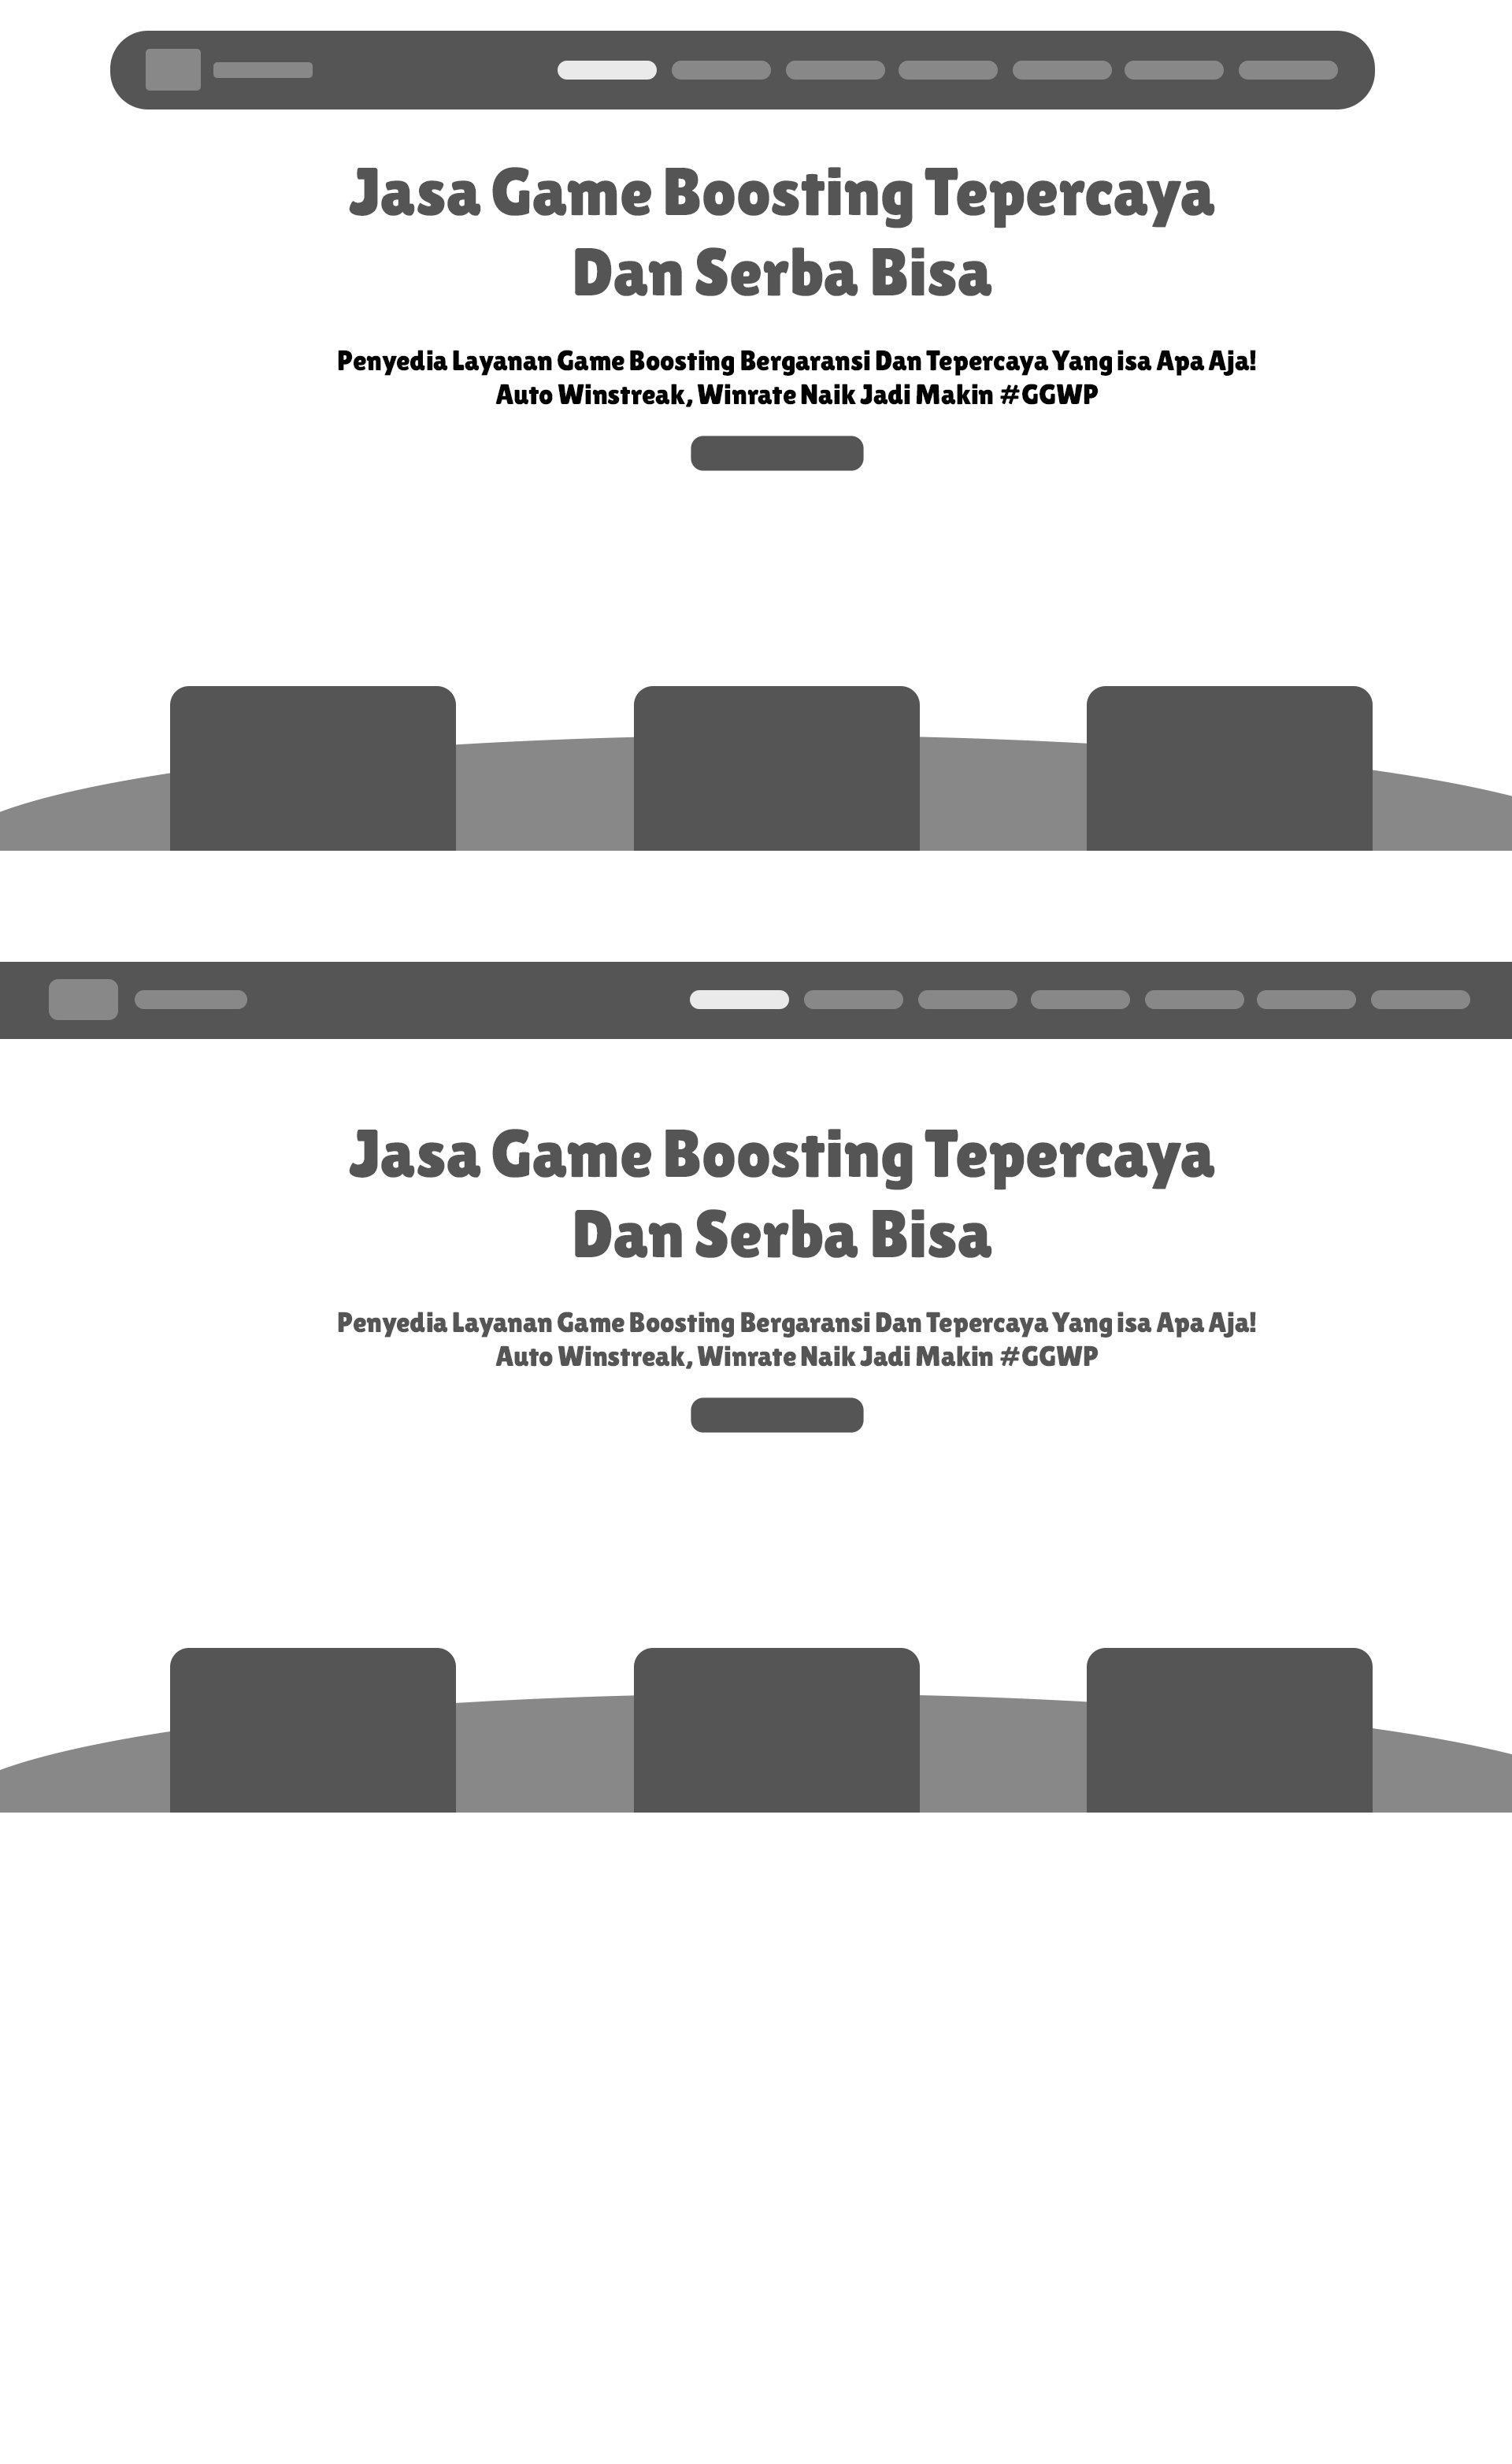 Jasa Game Boosting Tepercaya
Dan Serba Bisa
Penyedia Layanan Game Boosting Bergaransi Dan Tepercaya Yang isa Apa Aja!
Auto Winstreak, Winrate Naik Jadi Makin #GGWP
Jasa Game Boosting Tepercaya
Dan Serba Bisa
Penyedia Layanan Game Boosting Bergaransi Dan Tepercaya Yang isa Apa Aja!
Auto Winstreak, Winrate Naik Jadi Makin #GGWP